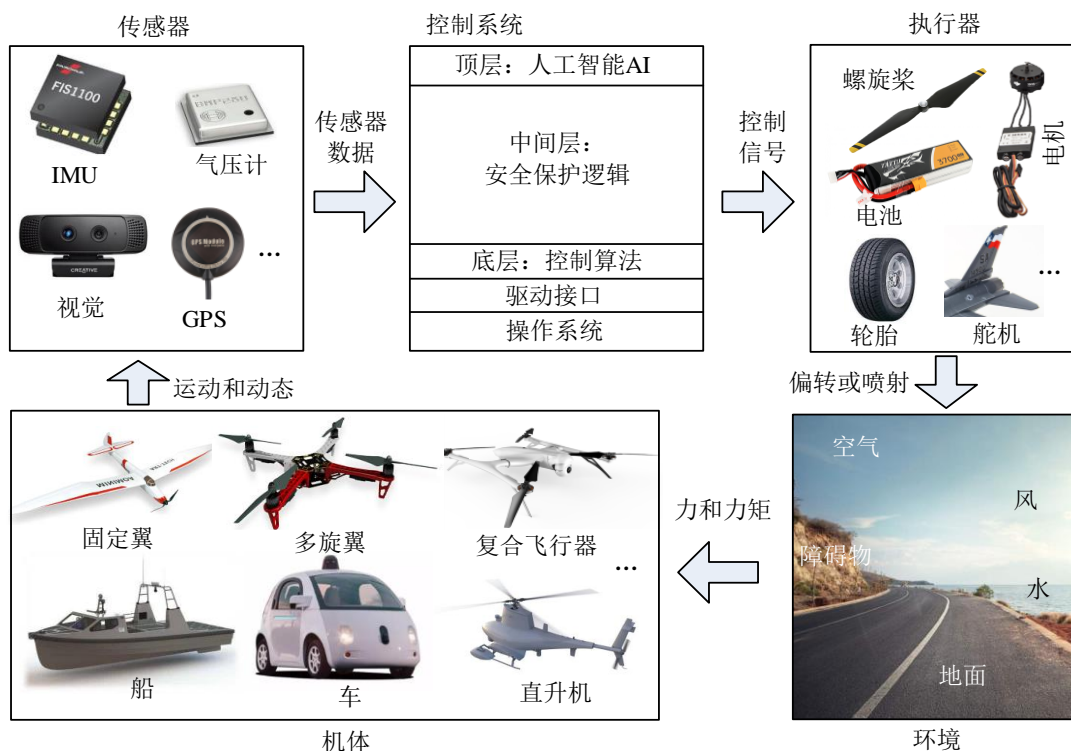 传感器
FIS1100
IMU
气压计
CREATIVE
视觉
GPS Module
GPS
...
传感器
数据
控制系统
顶层：人工智能AI
中间层：
安全保护逻辑
底层：控制算法
驱动接口
操作系统
控制
信号
执行器
螺旋桨
电机
3700
电池
轮胎
舵机
...
偏转或喷射
空气
风
障碍物
水
地面
环境
力和力矩
运动和动态
固定翼
多旋翼
复合飞行器
...
船
车
直升机
机体